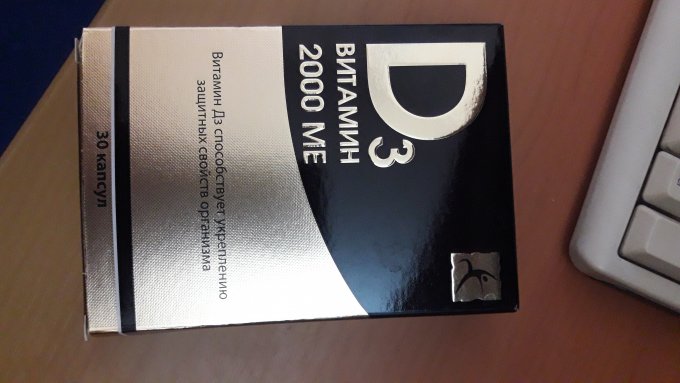 D3
ВИТАМИН
2000 МЕ
Витамин Д3 способствует укреплению
защитных свойств организма
30 капсул